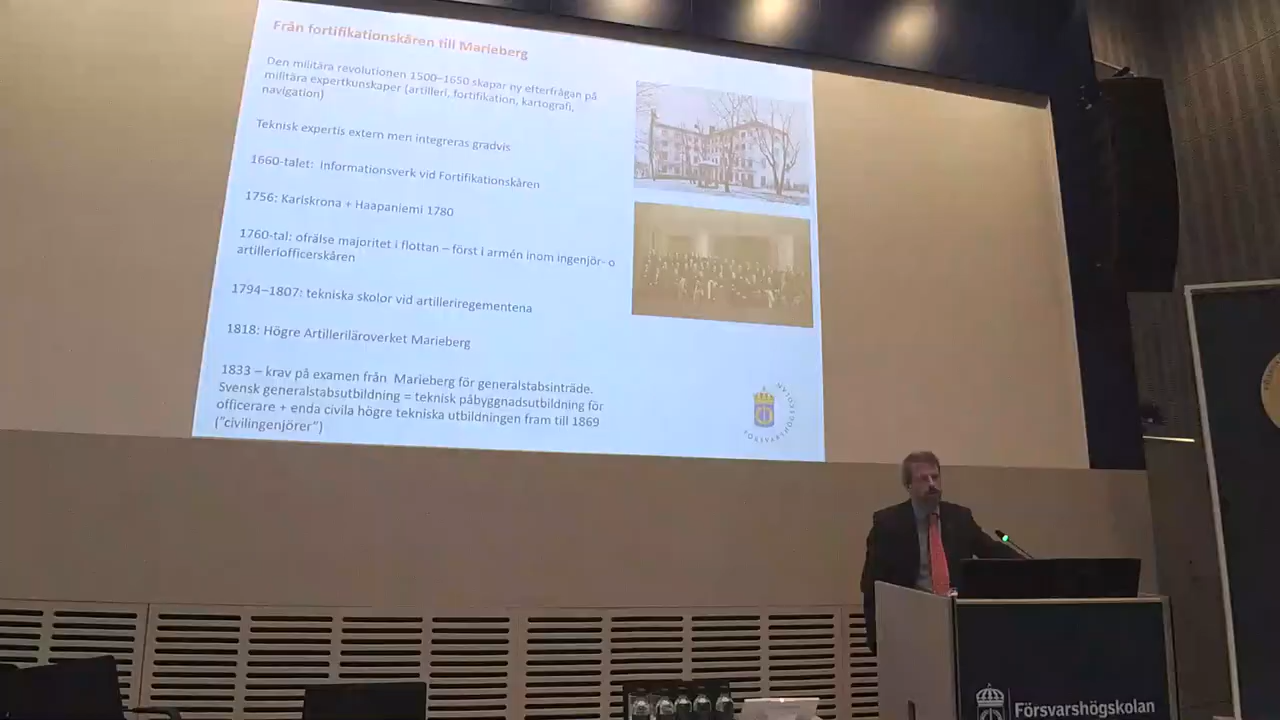 Från fortifikationskåren till Marieberg
Den militära revolutionen 1500–1650 skapar ny efterfrågan på
militära expertkunskaper (artilleri, fortifikation, kartografi,
navigation)
Teknisk expertis extern men integreras gradvis
1660-talet: Informationsverk vid Fortifikationskåren
1756: Karlskrona + Haapaniemi 1780
1760-tal: ofrälse majoritet i flottan – först i armén inom ingenjör- o
artilleriofficerskåren
1794–1807: tekniska skolor vid artilleriregementena
1818: Högre Artilleriläroverket Marieberg
1833 – krav på examen från Marieberg för generalstabsinträde.
Svensk generalstabsutbildning = teknisk påbyggnadsutbildning för
officerare + enda civila högre tekniska utbildningen fram till 1869
("civilingenjörer")
FÖRSVARSHÖGSKOLAN
Försvarshögskolan